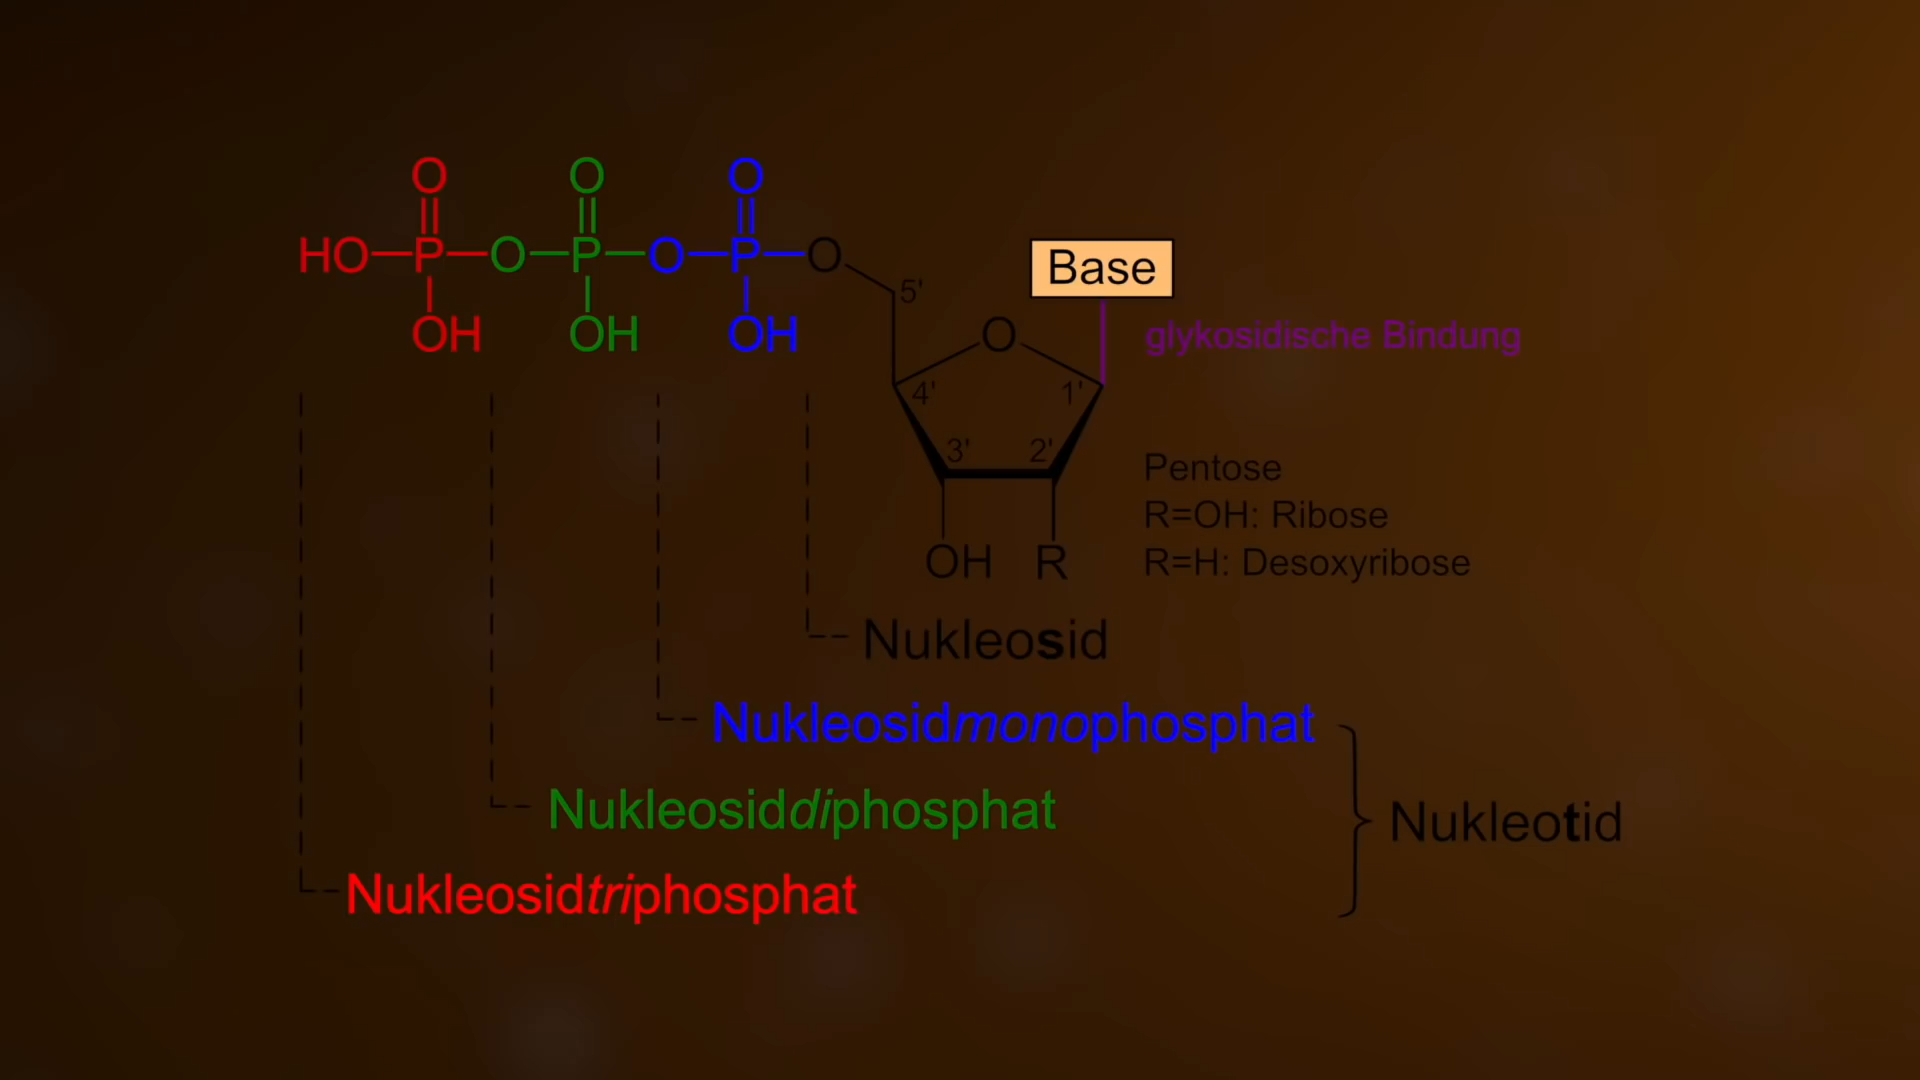 O O O
HO P O P O P O
OH OH OH
5'
Base
O
glykosidische Bindung
4' 1'
3' 2'
Pentose
R=OH: Ribose
OH R
R=H: Desoxyribose
Nukleosid
Nukleosidmonophosphat
Nukleosiddiphosphat
Nukleotid
Nukleosidtriphosphat